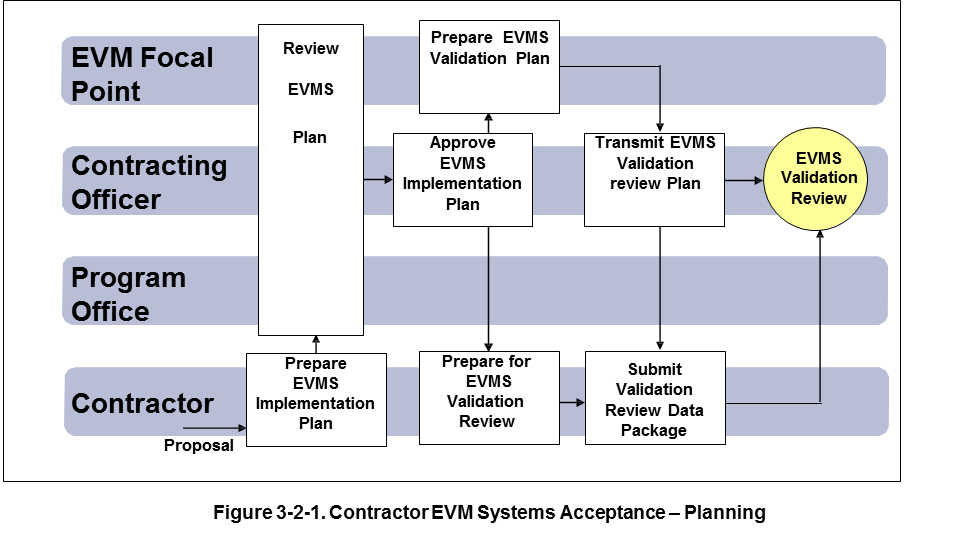 EVM Focal
Point
Review
EVMS
Plan
Prepare EVMS
Validation Plan
Contracting
Officer
Approve
EVMS
Implementation
Plan
Transmit EVMS
Validation
review Plan
EVMS
Validation
Review
Program
Office
Contractor
Proposal
Prepare
EVMS
Implementation
Plan
Prepare for
EVMS
Validation
Review
Submit
Validation
Review Data
Package
Figure 3-2-1. Contractor EVM Systems Acceptance – Planning